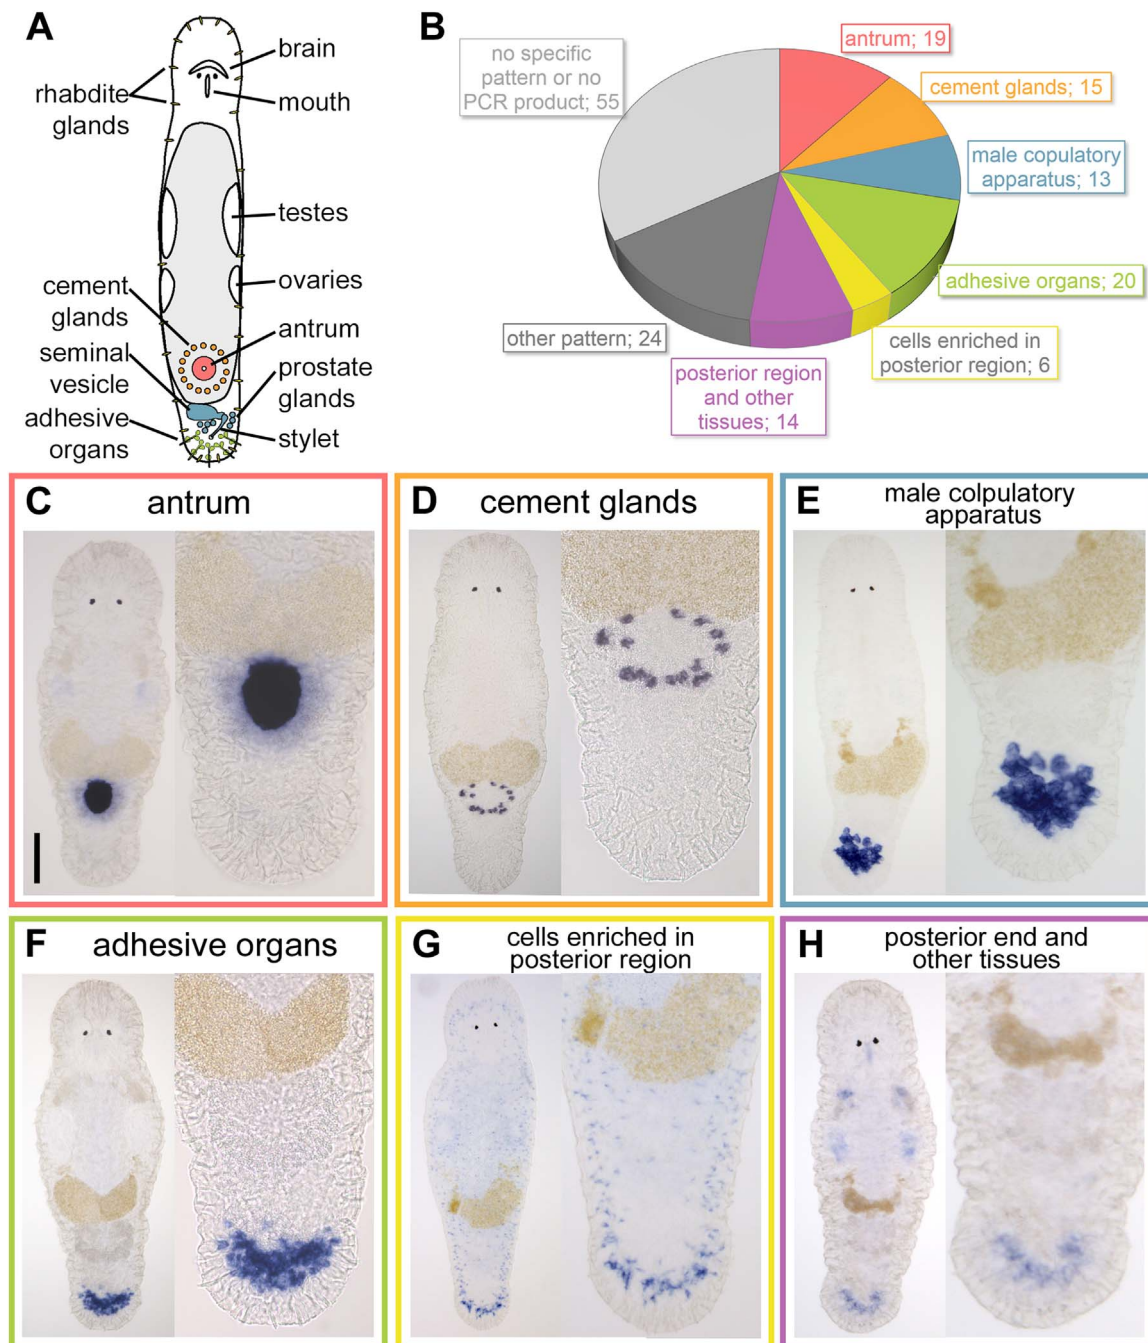 A
brain
rhabdite
glands
mouth
testes
cement
glands
ovaries
antrum
seminal
vesicle
prostate
glands
adhesive
organs
stylet
B
no specific
pattern or no
PCR product; 55
antrum; 19
cement glands; 15
male copulatory
apparatus; 13
adhesive organs; 20
cells enriched in
posterior region; 6
other pattern; 24
posterior region
and other
tissues; 14
C antrum
D cement glands
E male colpulatory
apparatus
F adhesive organs
G cells enriched in
posterior region
H posterior end and
other tissues